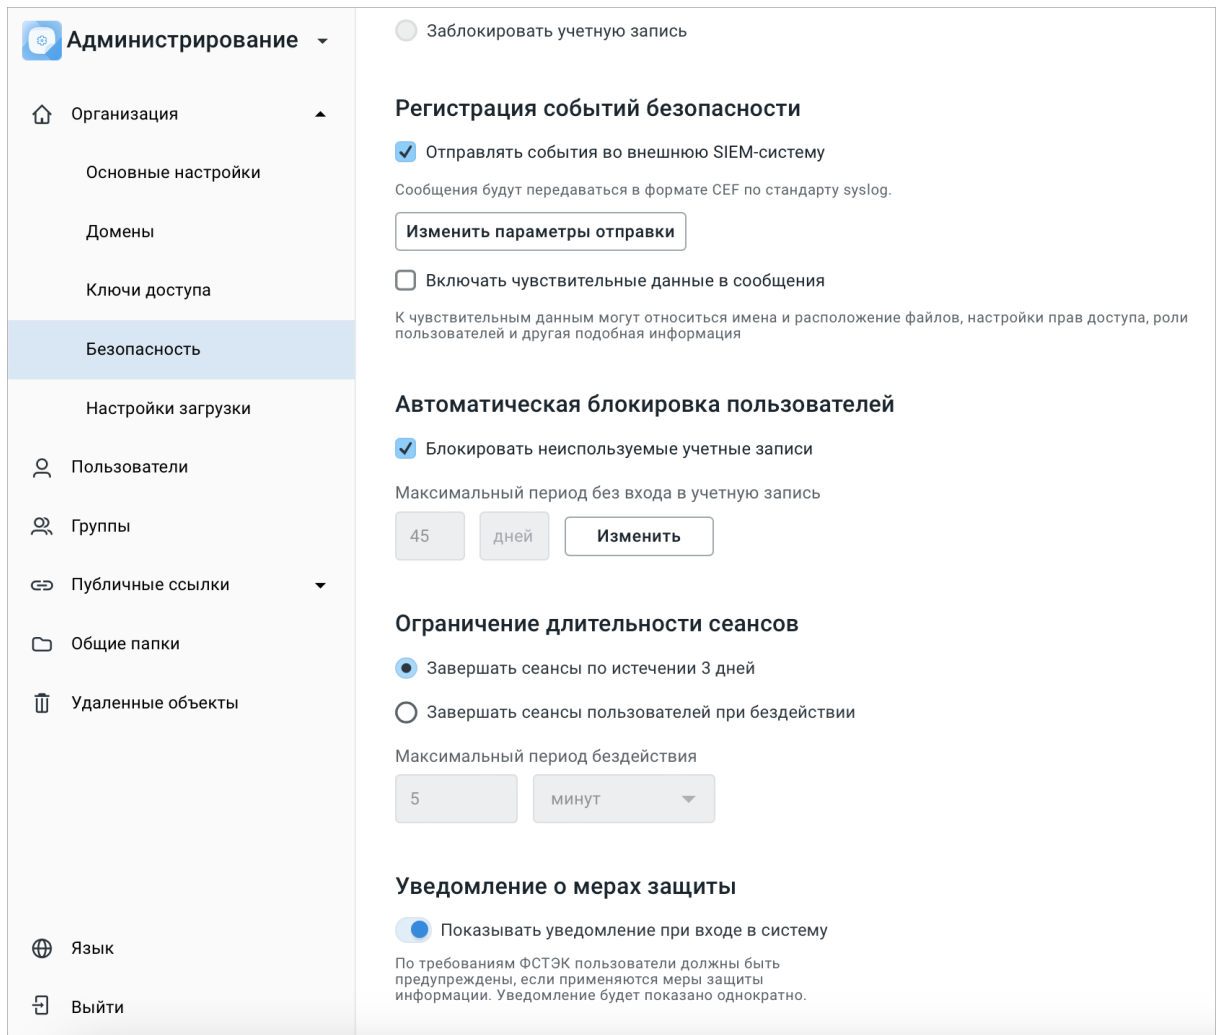 Администрирование
Организация
Основные настройки
Домены
Ключи доступа
Безопасность
Настройки загрузки
Пользователи
Группы
Публичные ссылки
Общие папки
Удаленные объекты
Язык
Выйти
Заблокировать учетную запись
Регистрация событий безопасности
Отправлять события во внешнюю SIEM-систему
Сообщения будут передаваться в формате CEF по стандарту syslog.
Изменить параметры отправки
Включать чувствительные данные в сообщения
К чувствительным данным могут относиться имена и расположение файлов, настройки прав доступа, роли
пользователей и другая подобная информация
Автоматическая блокировка пользователей
Блокировать неиспользуемые учетные записи
Максимальный период без входа в учетную запись
45 дней Изменить
Ограничение длительности сеансов
Завершать сеансы по истечении 3 дней
Завершать сеансы пользователей при бездействии
Максимальный период бездействия
5 минут
Уведомление о мерах защиты
Показывать уведомление при входе в систему
По требованиям ФСТЭК пользователи должны быть
предупреждены, если применяются меры защиты
информации. Уведомление будет показано однократно.